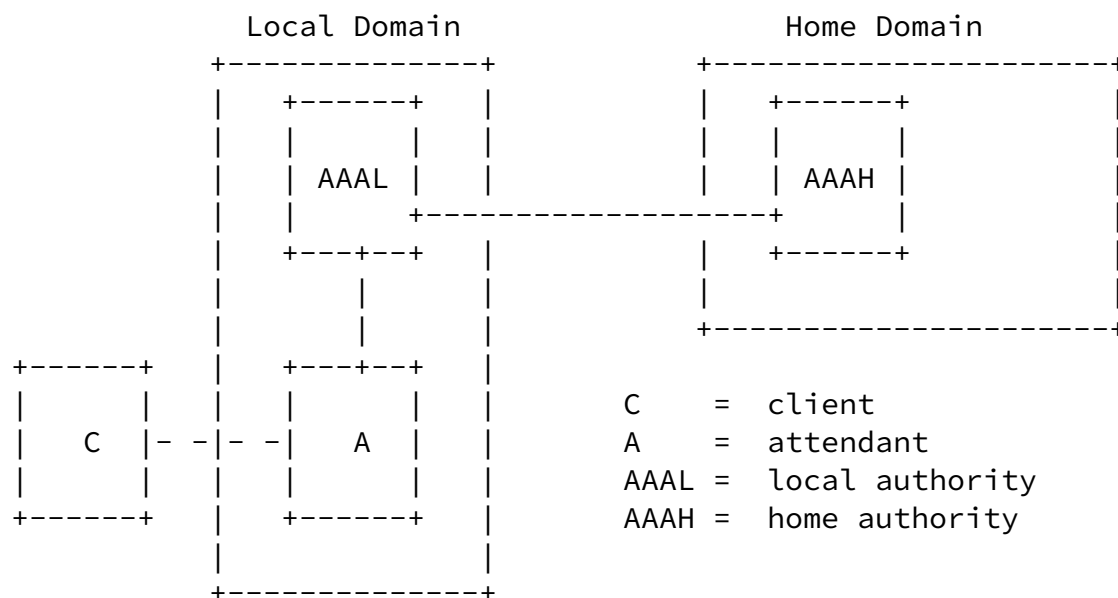 Local Domain Home Domain
AAAL AAAH
C = client
C A A = attendant
AAAL = local authority
AAAH = home authority